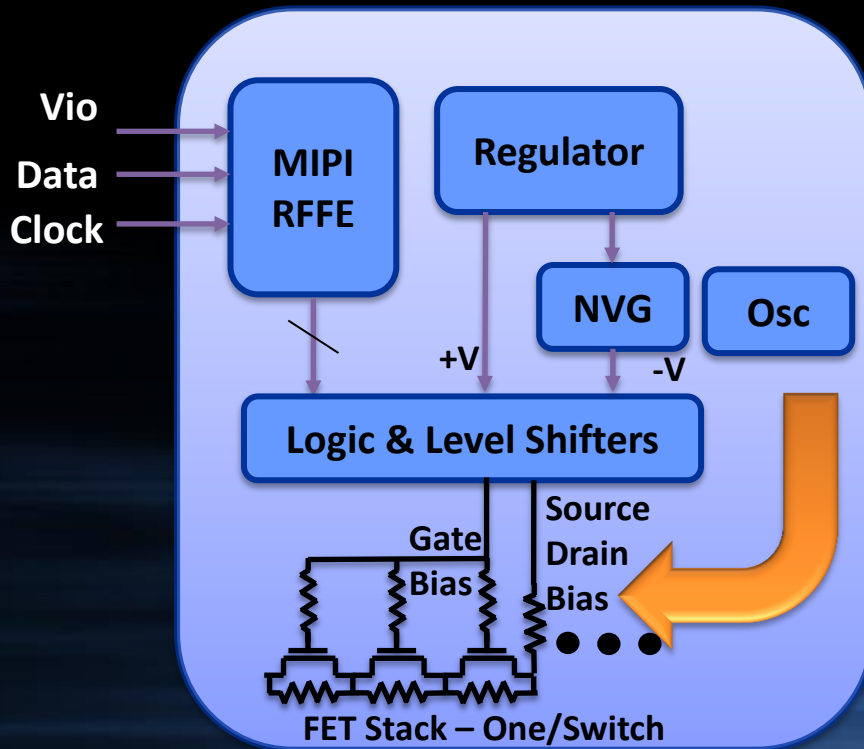 Vio
Data
Clock
MIPI
RFFE
Regulator
NVG
Osc
+V
-V
Logic & Level Shifters
Gate
Bias
Source
Drain
Bias
FET Stack – One/Switch